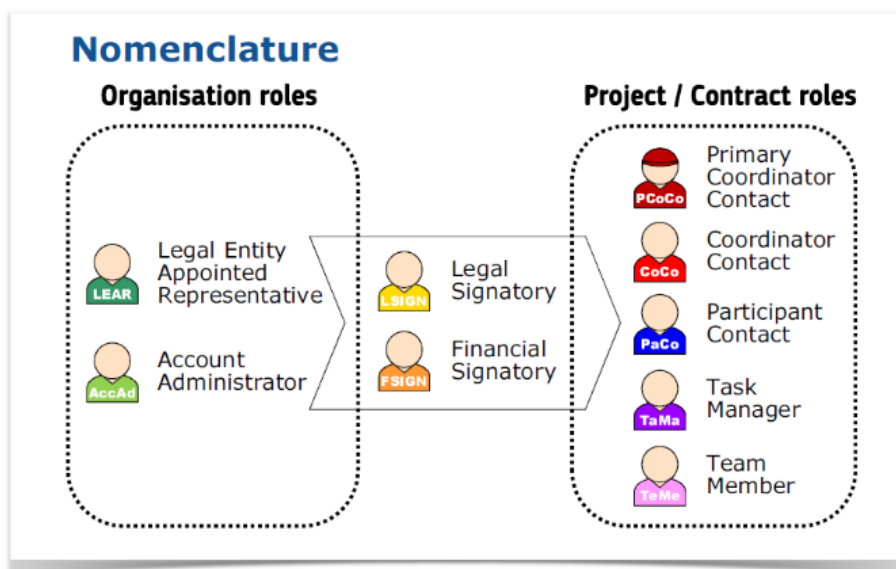 Nomenclature
Organisation roles
Project / Contract roles
LEAR
Legal Entity
Appointed
Representative
AccAd
Account
Administrator
LSIGN
Legal
Signatory
FSIGN
Financial
Signatory
PCoCo
Primary
Coordinator
Contact
CoCo
Coordinator
Contact
PaCo
Participant
Contact
TaMa
Task
Manager
TeMe
Team
Member